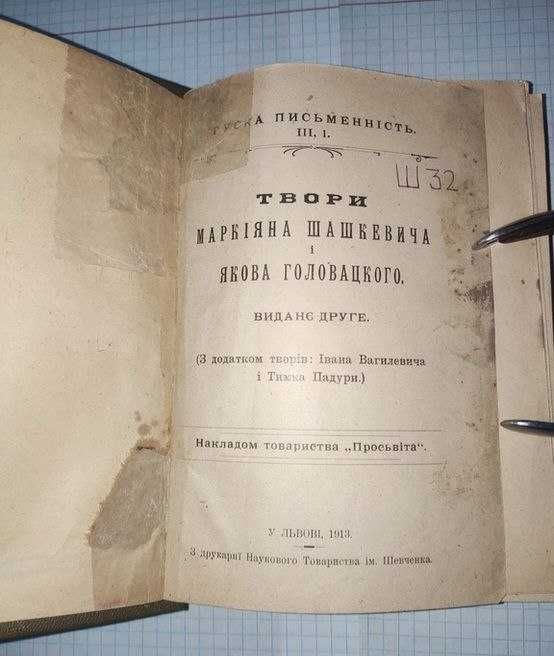 РУСКА ПИСЬМЕННІСТЬ.
III, 1.
Ш 32
ТВОРИ
МАРКІЯНА ШАШКЕВИЧА
і
ЯКОВА ГОЛОВАЦКОГО.
ВИДАНЄ ДРУГЕ.
(З додатком творів: Івана Вагилевича
і Тимка Падури.)
Накладом товариства „Просьвіта“.
У ЛЬВОВІ, 1913.
З друкарні Наукового Товариства ім. Шевченка.